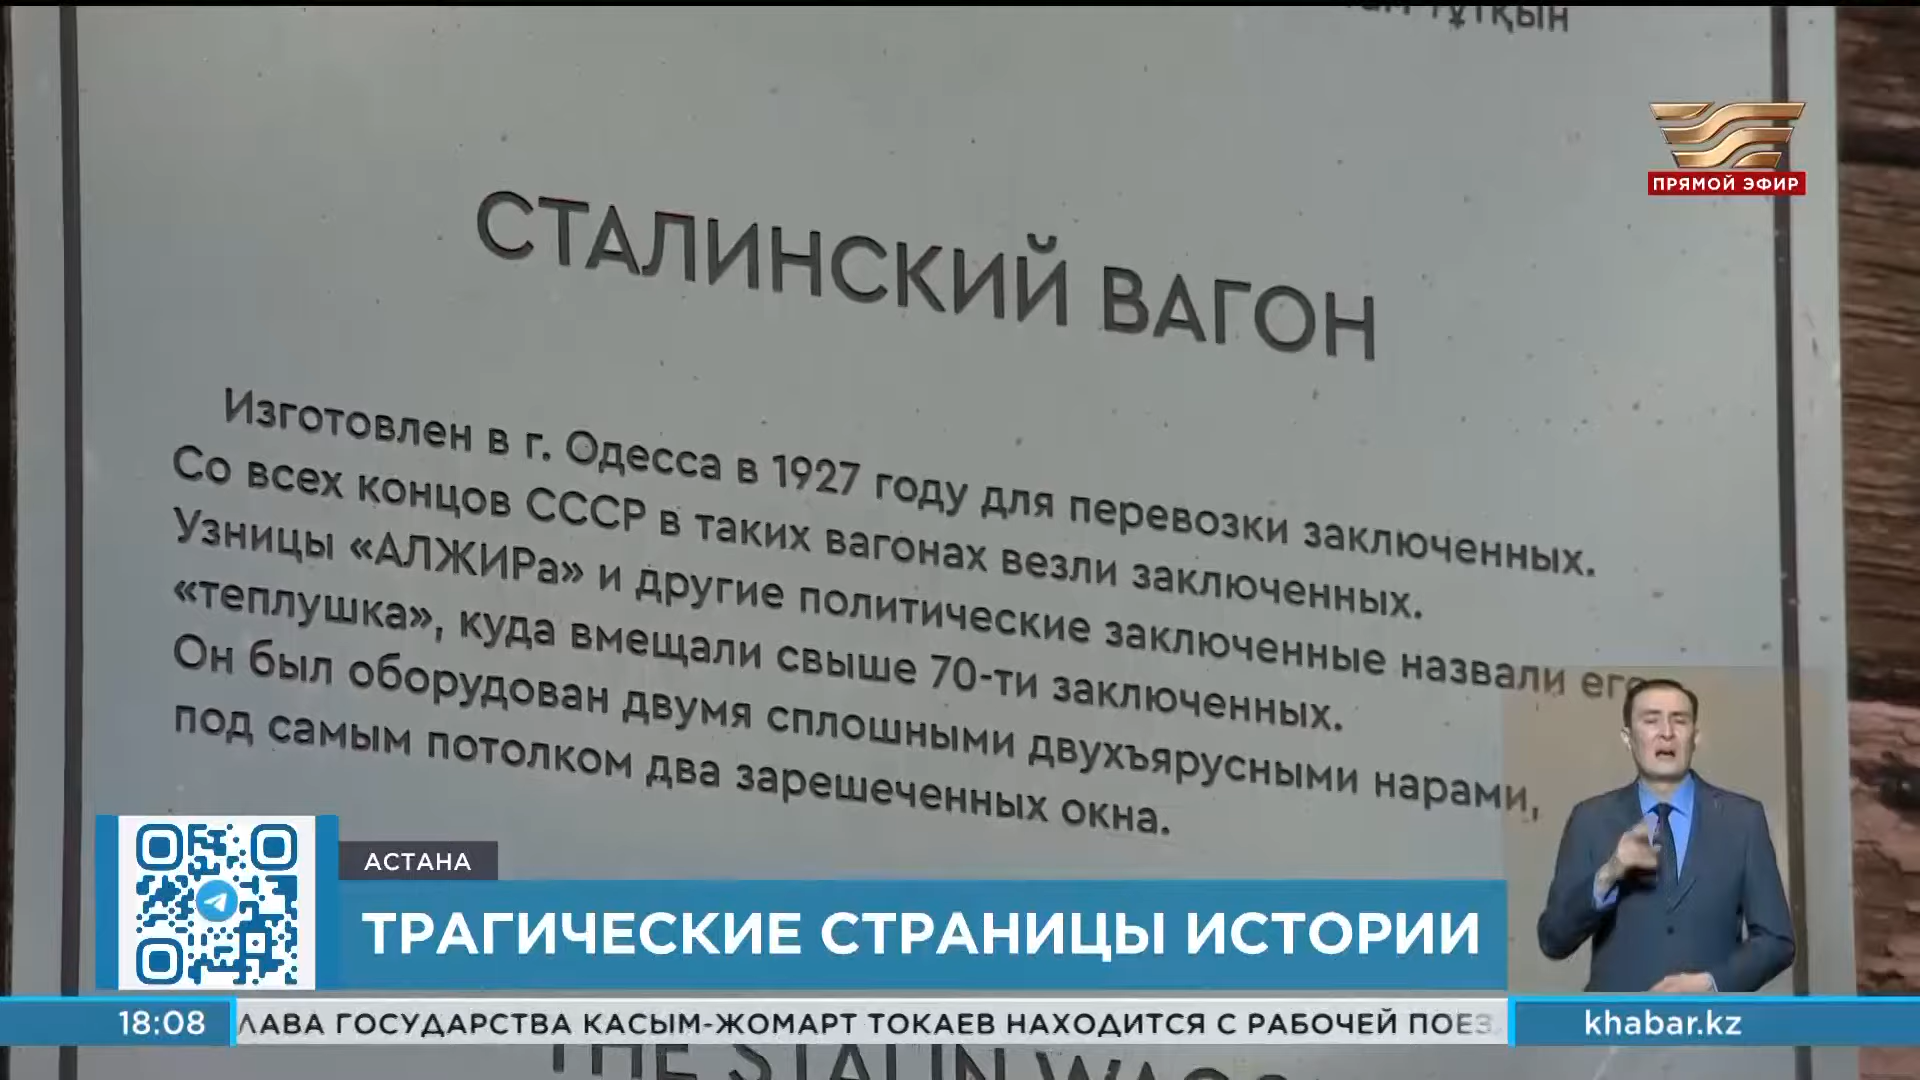 тұтқын
ПРЯМОЙ ЭФИР
СТАЛИНСКИЙ ВАГОН
Изготовлен в г. Одесса в 1927 году для перевозки заключенных.
Со всех концов СССР в таких вагонах везли заключенных.
Узницы «АЛЖИРа» и другие политические заключенные назвали его
«теплушка», куда вмещали свыше 70-ти заключенных.
Он был оборудован двумя сплошными двухъярусными нарами,
под самым потолком два зарешеченных окна.
АСТАНА
ТРАГИЧЕСКИЕ СТРАНИЦЫ ИСТОРИИ
18:08
ЛАВА ГОСУДАРСТВА КАСЫМ-ЖОМАРТ ТОКАЕВ НАХОДИТСЯ С РАБОЧЕЙ ПОЕЗ
khabar.kz
THE STALIN